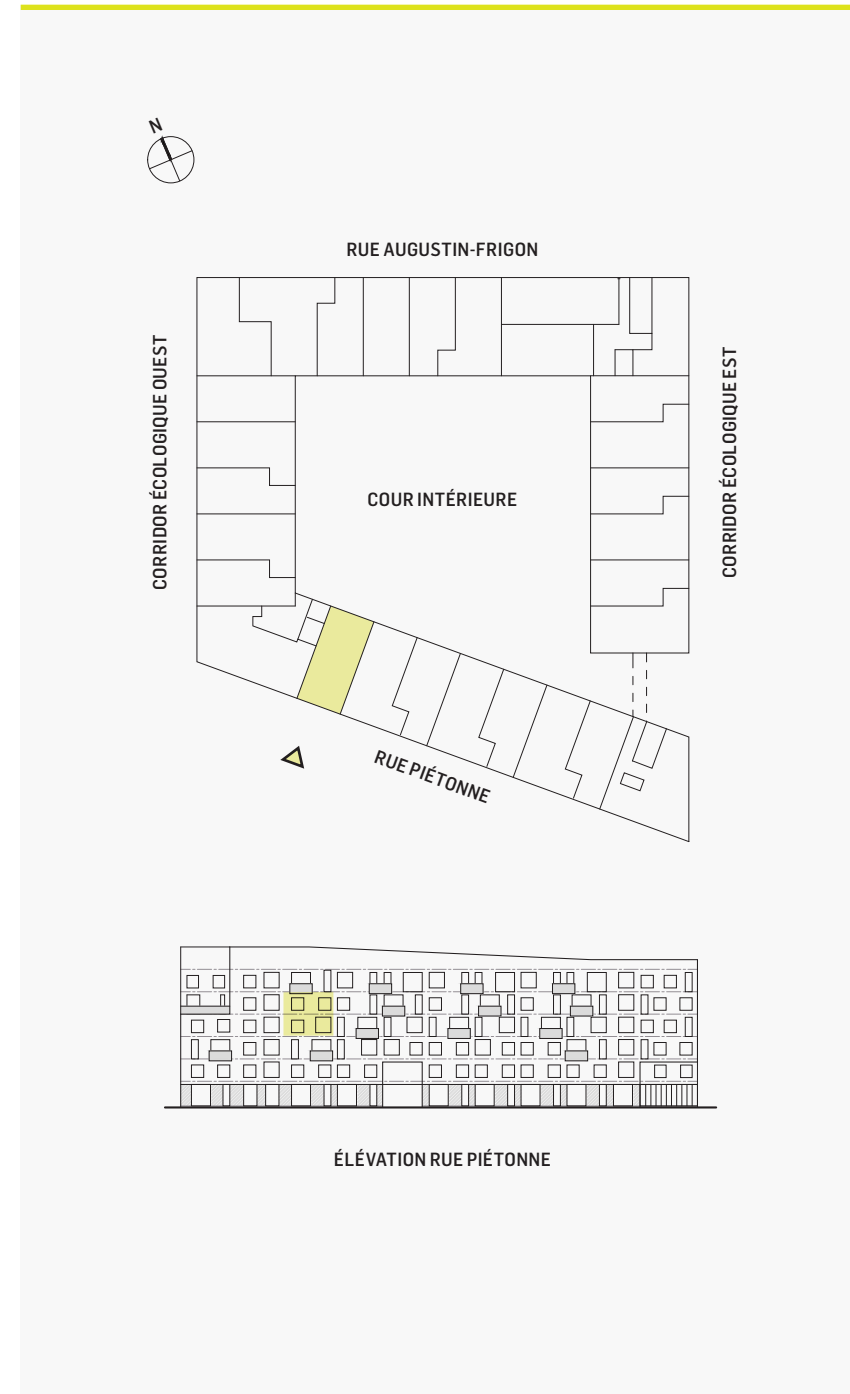 N
RUE AUGUSTIN-FRIGON
CORRIDOR ÉCOLOGIQUE OUEST
CORRIDOR ÉCOLOGIQUE EST
COUR INTÉRIEURE
RUE PIÉTONNE
ÉLÉVATION RUE PIÉTONNE